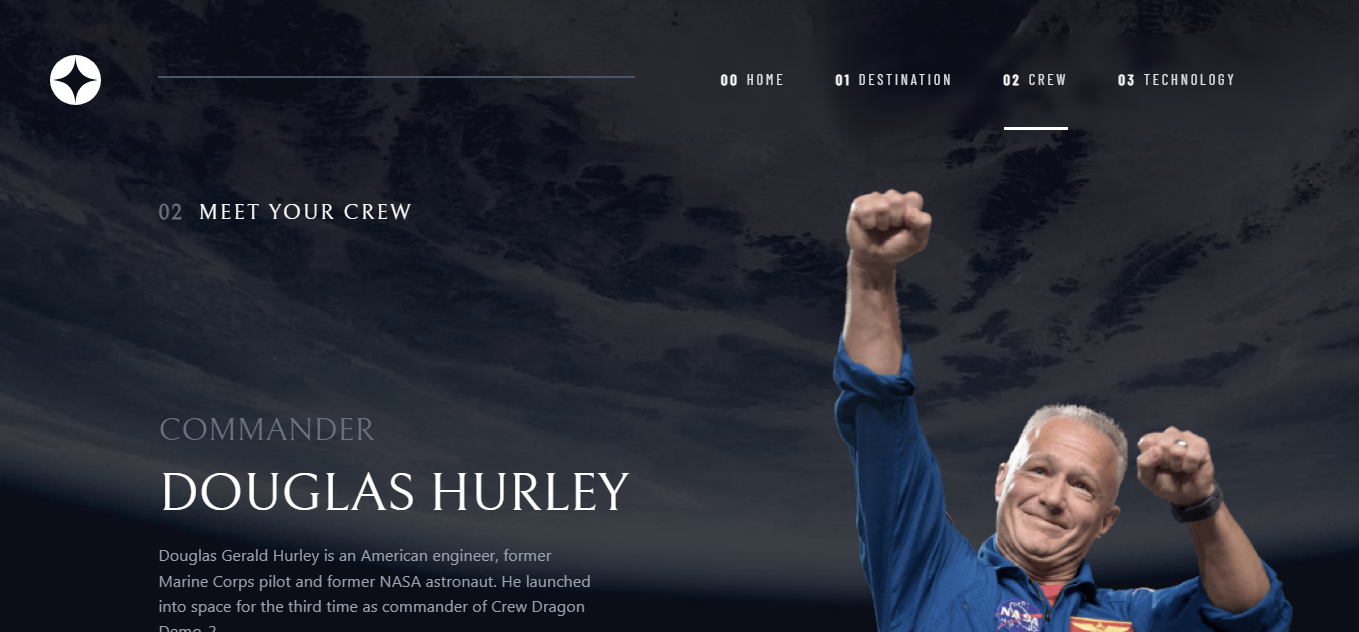 00 HOME 01 DESTINATION 02 CREW 03 TECHNOLOGY
02 MEET YOUR CREW
COMMANDER
DOUGLAS HURLEY
Douglas Gerald Hurley is an American engineer, former
Marine Corps pilot and former NASA astronaut. He launched
into space for the third time as commander of Crew Dragon
Demo-2.
NASA